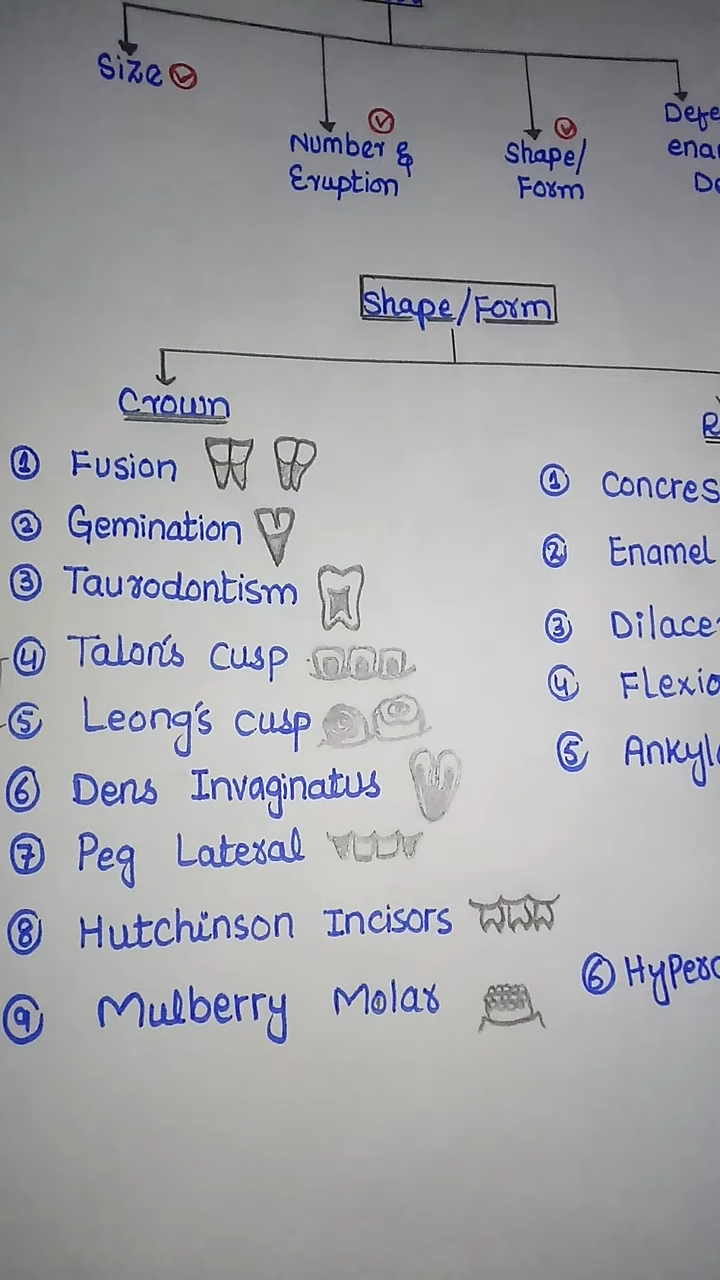 Size
Number &
Eruption
Shape/
Form
Shape/Form
Crown
① Fusion
② Gemination
③ Taurodontism
④ Talon's cusp
⑤ Leong's cusp
⑥ Dens Invaginatus
⑦ Peg Lateral
⑧ Hutchinson Incisors
⑨ Mulberry Molar
① Concres
② Enamel
③ Dilace
④ Flexio
⑤ Ankyl
⑥ Hyperc